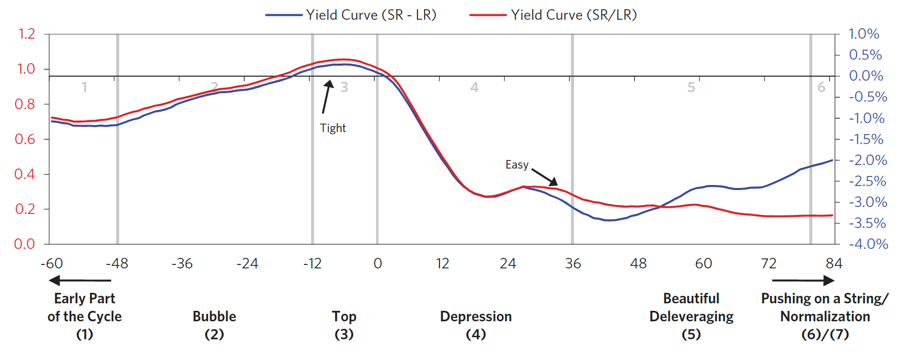 Yield Curve (SR - LR) Yield Curve (SR/LR)
1.2 1.0%
0.5%
1.0 0.0%
1 2 3 4 5 6
0.8 -0.5%
-1.0%
Tight
0.6 -1.5%
Easy
0.4 -2.0%
-2.5%
0.2 -3.0%
-3.5%
0.0 -4.0%
-60 -48 -36 -24 -12 0 12 24 36 48 60 72 84
Early Part
of the Cycle
(1)
Bubble
(2)
Top
(3)
Depression
(4)
Beautiful
Deleveraging
(5)
Pushing on a String/
Normalization
(6)/(7)